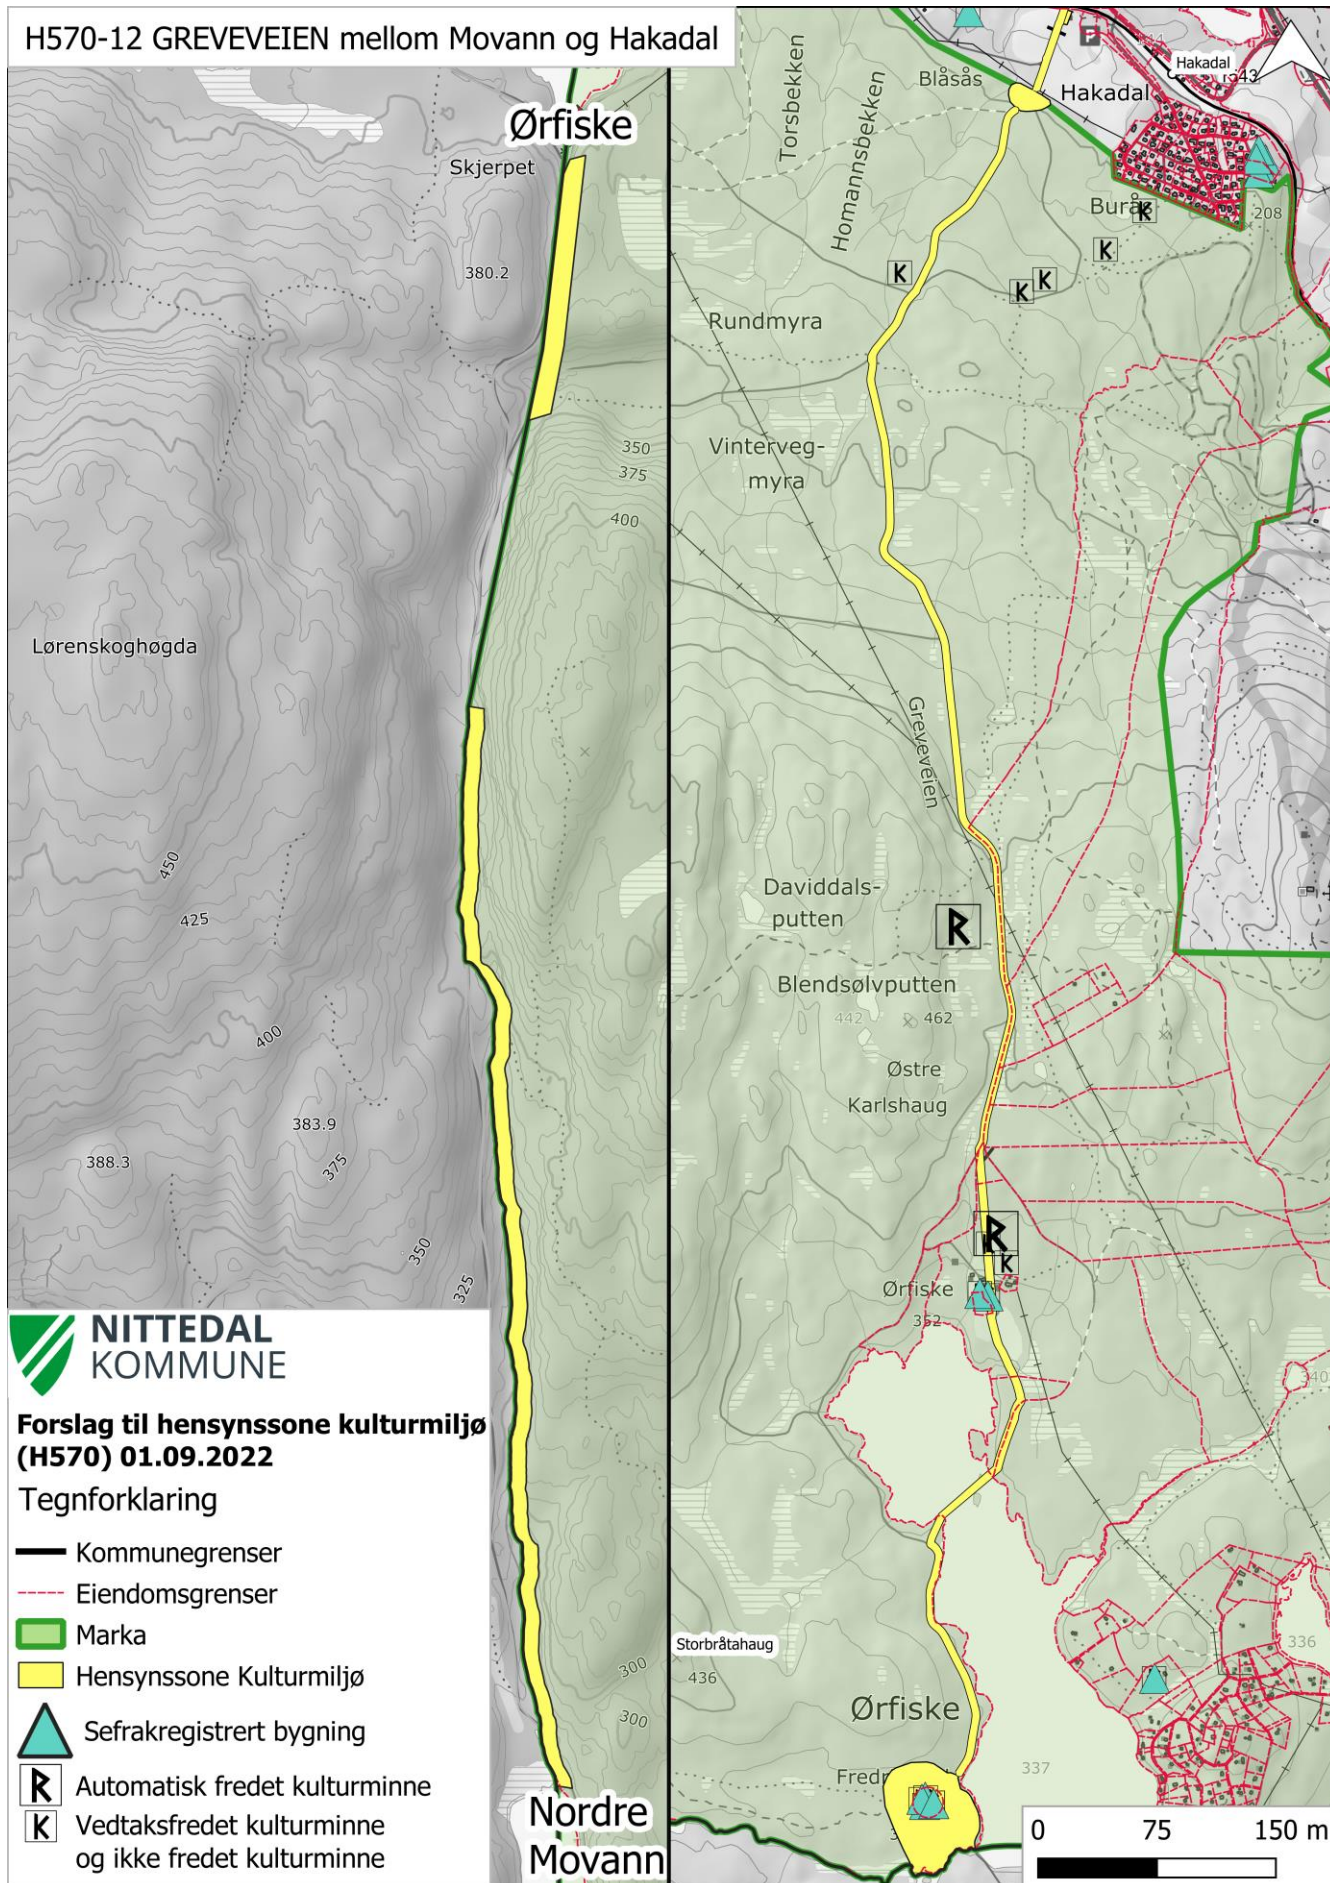 H570-12 GREVEVEIEN mellom Movann og Hakadal
Ørfiske
Skjerpet
380.2
350
375
400
Lørenskoghøgda
450
425
400
383.9
388.3
375
350
325
300
300
Nordre
Movann
Torsbekken
Homannsbekken
Blåsås
Hakadal
Hakadal
208
Rundmyra
Vinterveg-
myra
Greveveien
Daviddals-
putten
R
Blendsølvputten
442
462
Østre
Karlshaug
R
K
K
K
K
K
K
Ørfiske
352
340
Storbråtahaug
436
Ørfiske
336
337
NITTEDAL
KOMMUNE
Forslag til hensynssone kulturmiljø
(H570) 01.09.2022
Tegnforklaring
Kommunegrenser
Eiendomsgrenser
Marka
Hensynssone Kulturmiljø
Sefrakregistrert bygning
R Automatisk fredet kulturminne
K Vedtaksfredet kulturminne
og ikke fredet kulturminne
0 75 150 m